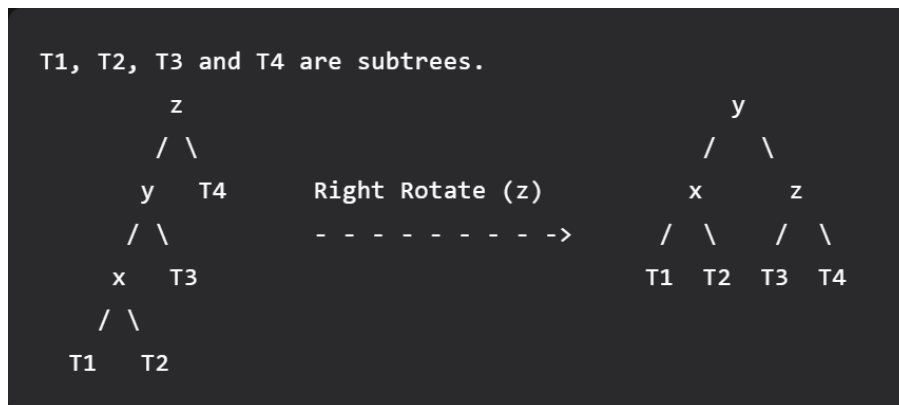 T1, T2, T3 and T4 are subtrees.
z                                      y
/ \                                   /   \
y   T4      Right Rotate (z)          x      z
/ \          - - - - - - - - ->      /  \    /  \
x   T3                                T1  T2  T3  T4
/ \
T1   T2